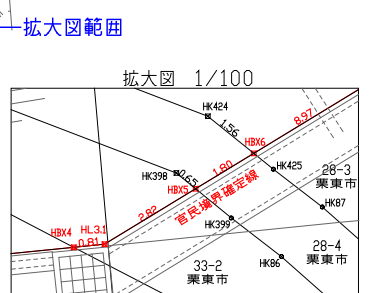 拡大図範囲
拡大図 1/100
HK424
1.56
8.97
HBX6
1.80
HK425
28-3
栗東市
HK398
0.65
HBX5
官民境界確定線
HK87
2.82
HK399
HBX4
HL3.1
0.81
28-4
栗東市
33-2
栗東市
HK86